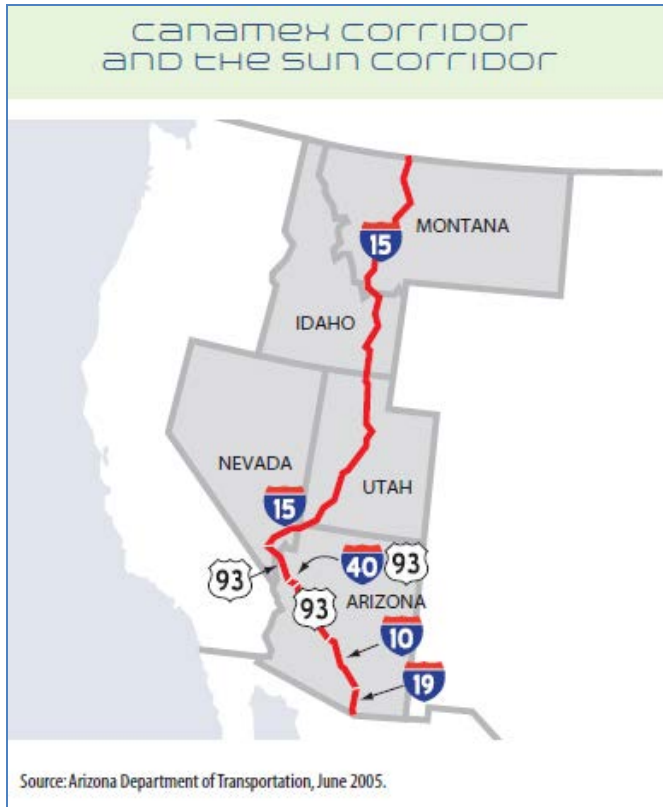 canamex corridor
and the sun corridor
MONTANA
15
IDAHO
NEVADA
UTAH
15
93
40 93
93
ARIZONA
10
19
Source: Arizona Department of Transportation, June 2005.